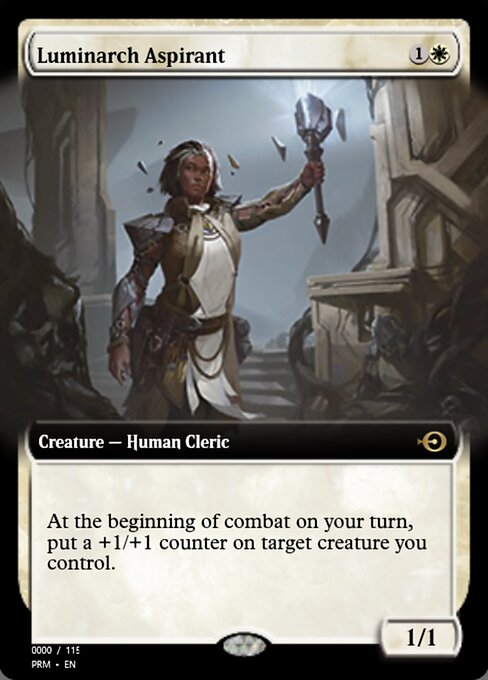 Luminarch Aspirant 1
Creature — Human Cleric
At the beginning of combat on your turn,
put a +1/+1 counter on target creature you
control.
1/1
0000 / 115
PRM • EN